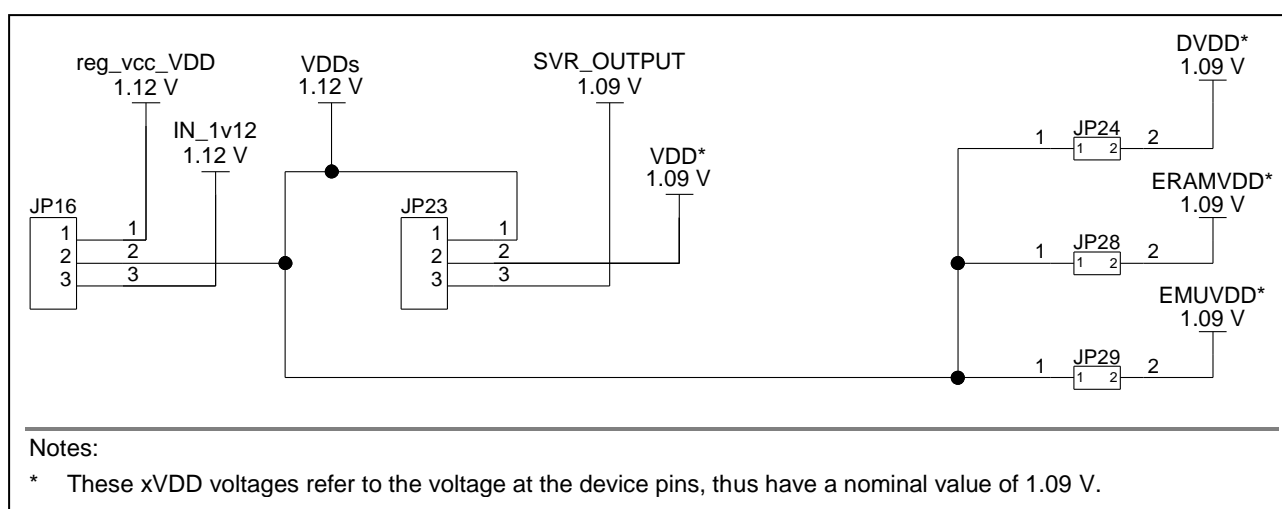 reg_vcc_VDD
1.12 V
IN_1v12
1.12 V
VDDs
1.12 V
SVR_OUTPUT
1.09 V
VDD*
1.09 V
DVDD*
1.09 V
JP16
1 1
2 2
3 3
JP23
1 1
2 2
3 3
JP24
1 1 2 2
ERAMVDD*
1.09 V
JP28
1 1 2 2
EMUVDD*
1.09 V
JP29
1 1 2 2
Notes:
* These xVDD voltages refer to the voltage at the device pins, thus have a nominal value of 1.09 V.